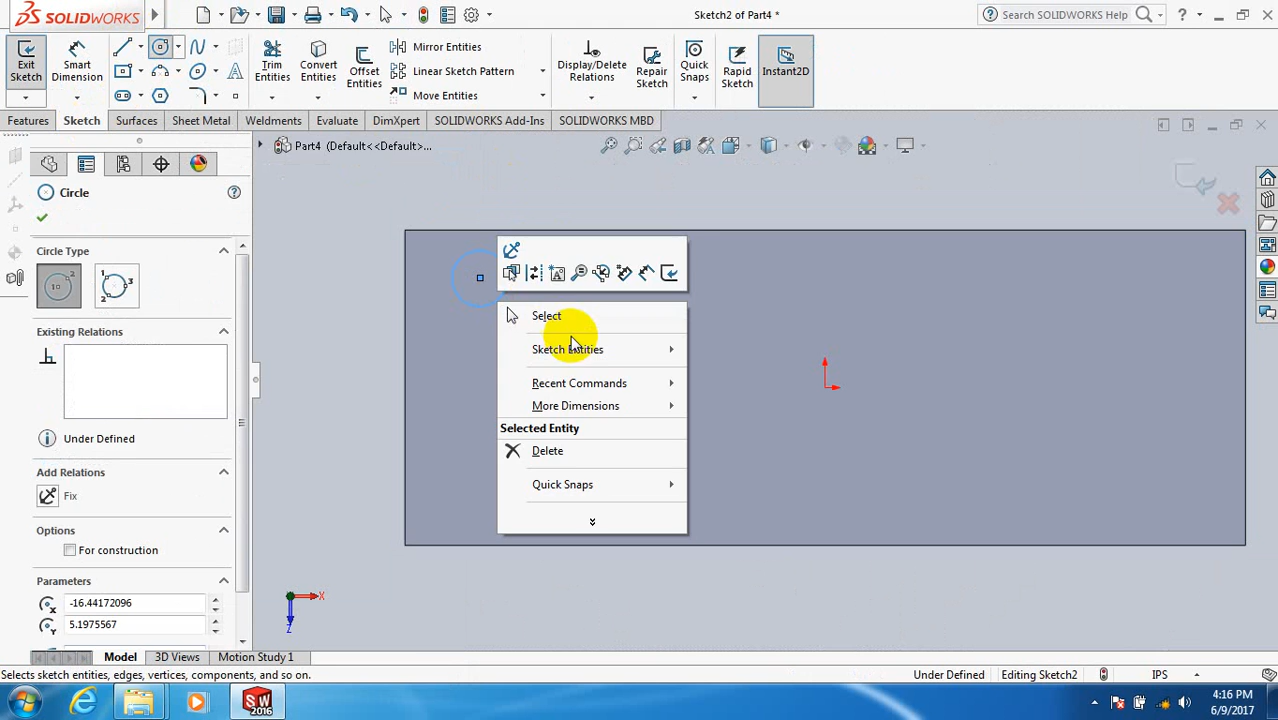 SOLIDWORKS
Sketch2 of Part4 *
Search SOLIDWORKS Help
Exit Sketch
Smart Dimension
Trim Entities
Convert Entities
Offset Entities
Mirror Entities
Linear Sketch Pattern
Move Entities
Display/Delete Relations
Repair Sketch
Quick Snaps
Rapid Sketch
Instant2D
Features
Sketch
Surfaces
Sheet Metal
Weldments
Evaluate
DimXpert
SOLIDWORKS Add-Ins
SOLIDWORKS MBD
Part4 (Default<<Default>...
Circle
Circle Type
Existing Relations
Under Defined
Add Relations
Fix
Options
For construction
Parameters
-16.44172096
5.1975567
Select
Sketch Entities
Recent Commands
More Dimensions
Selected Entity
Delete
Quick Snaps
X
Z
Model
3D Views
Motion Study 1
Selects sketch entities, edges, vertices, components, and so on.
Under Defined
Editing Sketch2
IPS
SW
2016
4:16 PM
6/9/2017